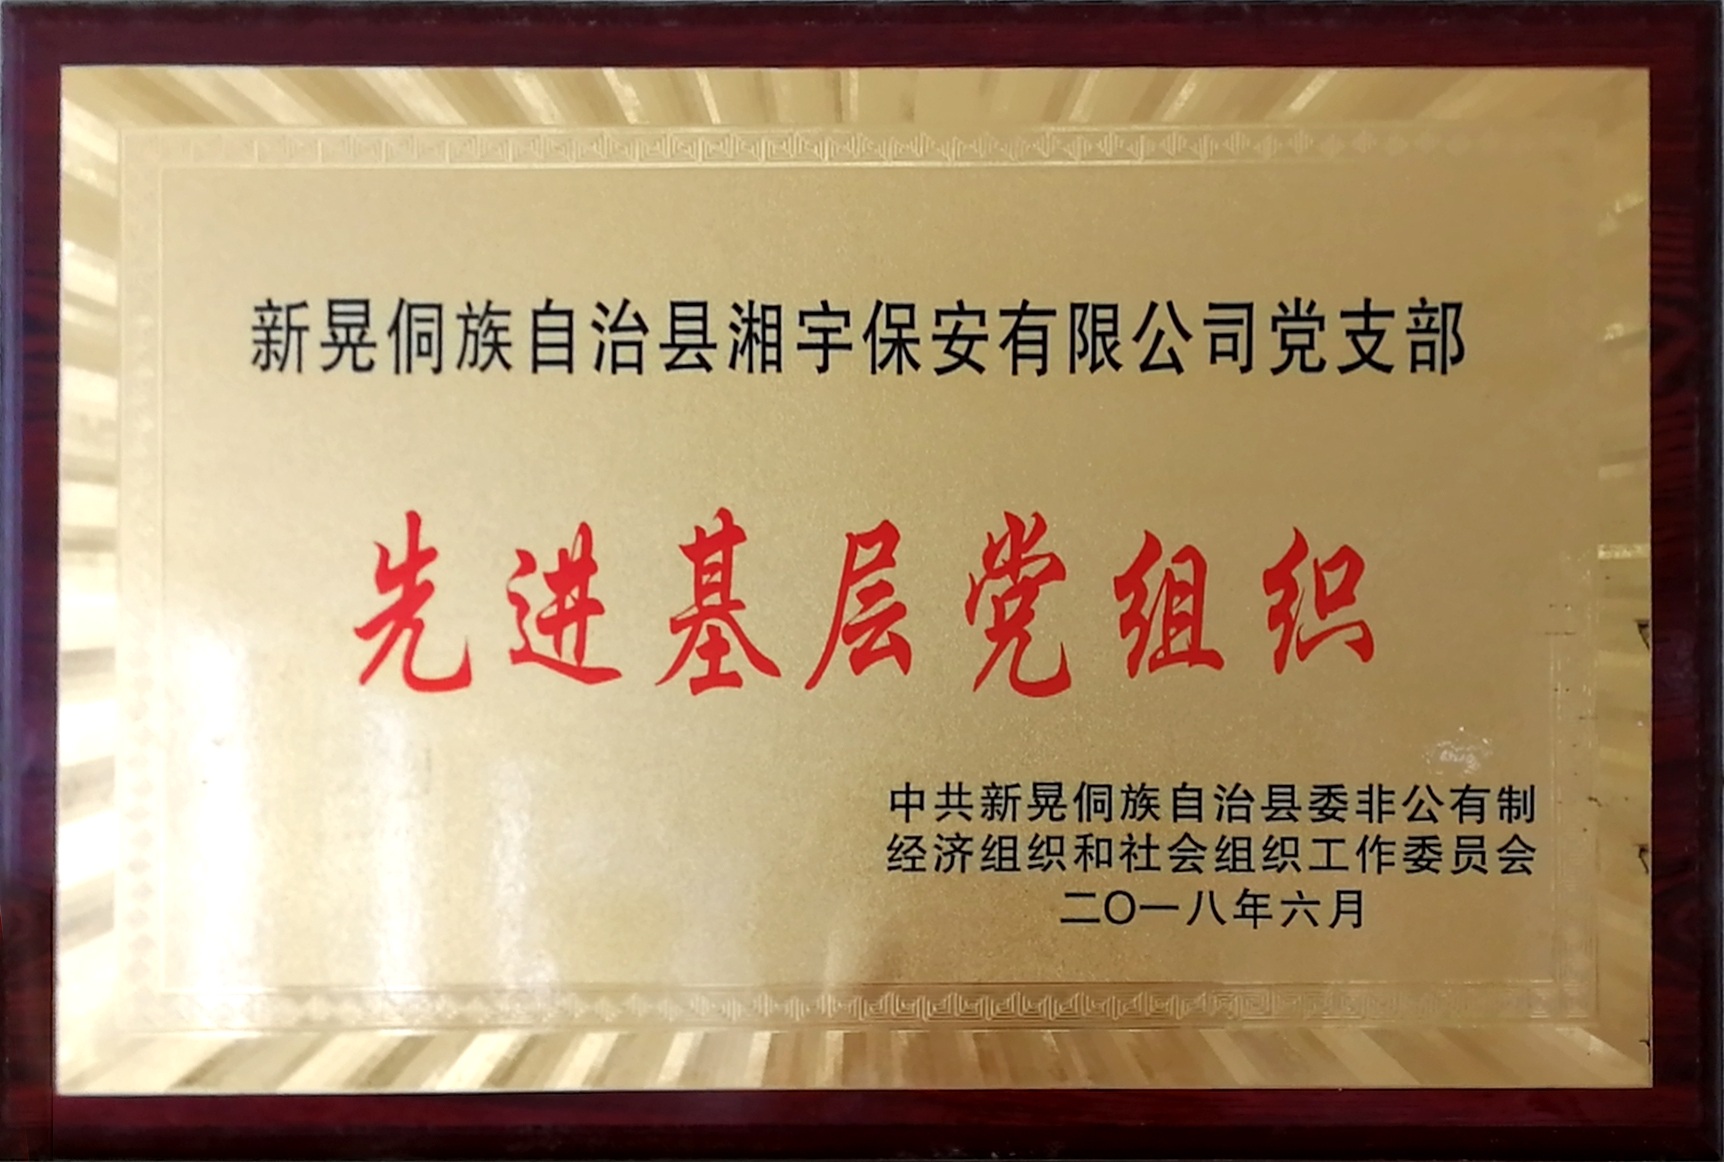 新晃侗族自治县湘宇保安有限公司党支部
先进基层党组织
中共新晃侗族自治县委非公有制
经济组织和社会组织工作委员会
二〇一八年六月